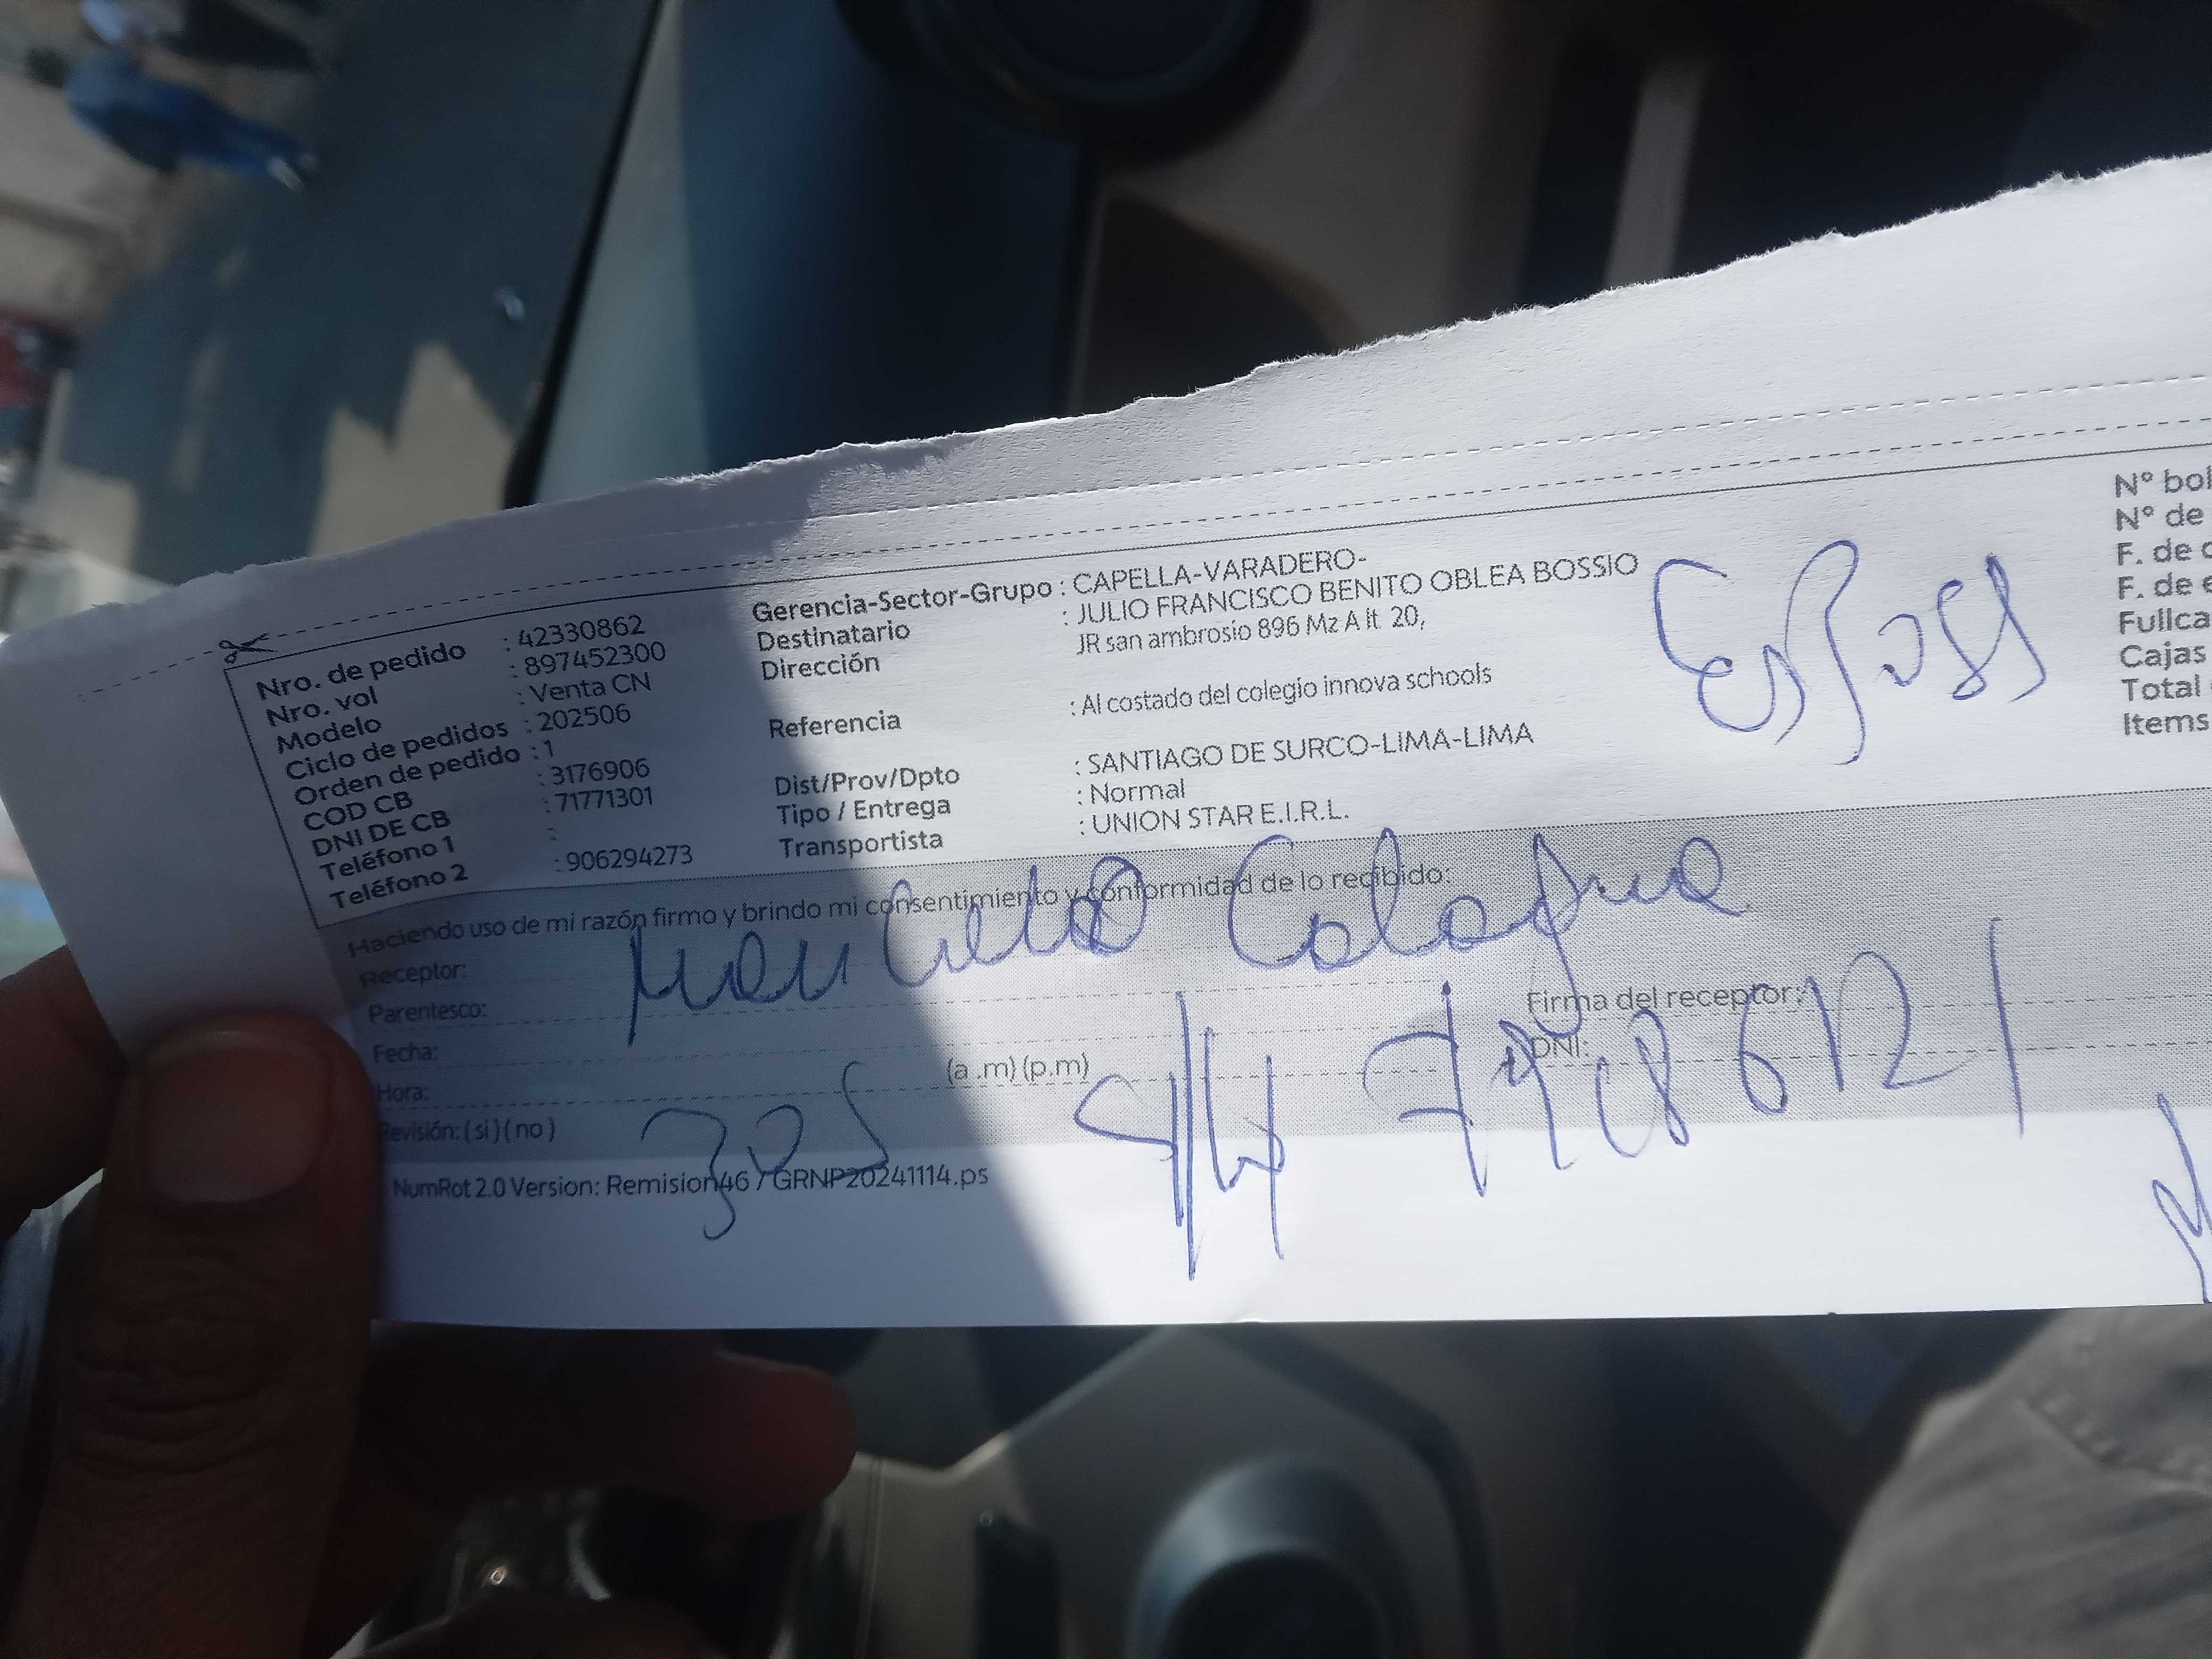 Nro. de pedido : 42330862
Nro. vol : 897452300
Modelo : Venta CN
Ciclo de pedidos : 202506
Orden de pedido : 1
COD CB : 3176906
DNI DE CB : 71771301
Teléfono 1 :
Teléfono 2 : 906294273
Gerencia-Sector-Grupo : CAPELLA-VARADERO-
Destinatario : JULIO FRANCISCO BENITO OBLEA BOSSIO
Dirección JR san ambrosio 896 Mz A lt 20,
Referencia : Al costado del colegio innova schools
Dist/Prov/Dpto : SANTIAGO DE SURCO-LIMA-LIMA
Tipo / Entrega : Normal
Transportista : UNION STAR E.I.R.L.
Nº bol
Nº de
F. de
F. de
Fullca
Cajas
Total
Items
Haciendo uso de mi razón firmo y brindo mi consentimiento y conformidad de lo recibido:
Receptor:
Parentesco:
Fecha:
Hora: (a .m) (p.m)
Revisión: ( si ) ( no )
Firma del receptor:
DNI:
305
NumRot 2.0 Version: Remision46 / GRNP20241114.ps